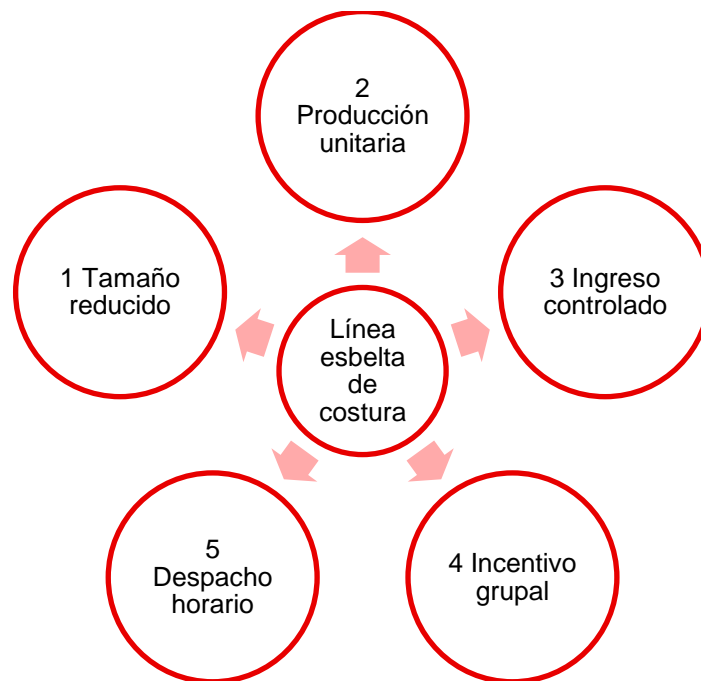 2
Producción
unitaria
1 Tamaño
reducido
3 Ingreso
controlado
Línea
esbelta
de
costura
5
Despacho
horario
4 Incentivo
grupal